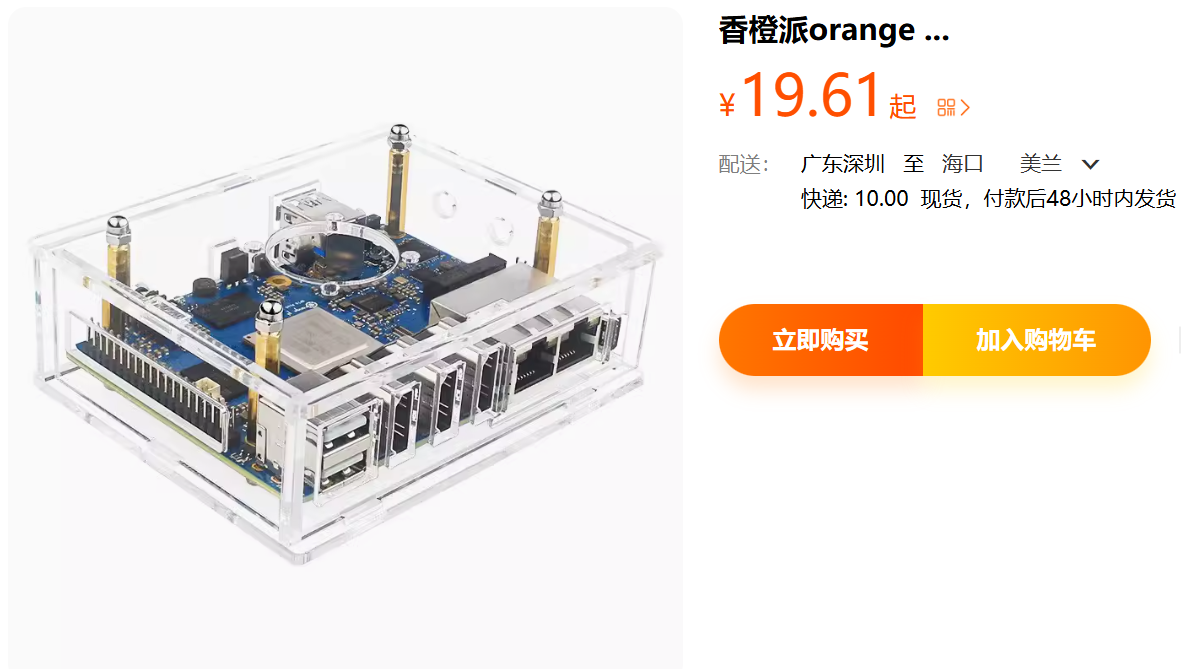 香橙派orange ...
¥19.61起
配送： 广东深圳 至 海口 美兰
快递: 10.00 现货，付款后48小时内发货
立即购买 加入购物车